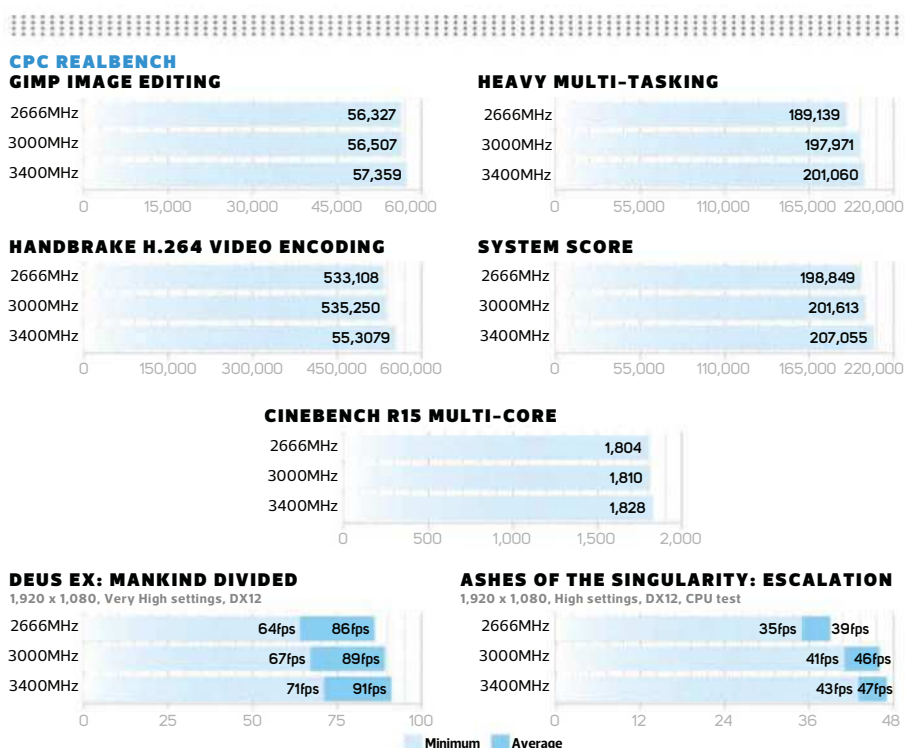 CPC REALBENCH
GIMP IMAGE EDITING
2666MHz 56,327
3000MHz 56,507
3400MHz 57,359
0 15,000 30,000 45,000 60,000
HEAVY MULTI-TASKING
2666MHz 189,139
3000MHz 197,971
3400MHz 201,060
0 55,000 110,000 165,000 220,000
HANDBRAKE H.264 VIDEO ENCODING
2666MHz 533,108
3000MHz 535,250
3400MHz 55,3079
0 150,000 300,000 450,000 600,000
SYSTEM SCORE
2666MHz 198,849
3000MHz 201,613
3400MHz 207,055
0 55,000 110,000 165,000 220,000
CINEBENCH R15 MULTI-CORE
2666MHz 1,804
3000MHz 1,810
3400MHz 1,828
0 500 1,000 1,500 2,000
DEUS EX: MANKIND DIVIDED
1,920 x 1,080, Very High settings, DX12
2666MHz 64fps 86fps
3000MHz 67fps 89fps
3400MHz 71fps 91fps
0 25 50 75 100
ASHES OF THE SINGULARITY: ESCALATION
1,920 x 1,080, High settings, DX12, CPU test
2666MHz 35fps 39fps
3000MHz 41fps 46fps
3400MHz 43fps 47fps
0 12 24 36 48
Minimum Average